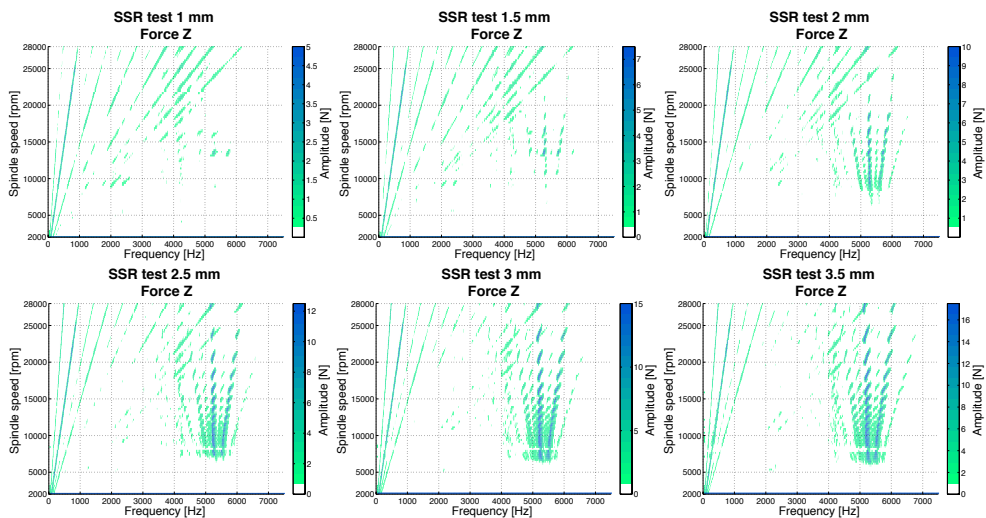 SSR test 1 mm
Force Z
28000
25000
20000
15000
10000
5000
2000
0 1000 2000 3000 4000 5000 6000 7000
Spindle speed [rpm]
Frequency [Hz]
5
4.5
4
3.5
3
2.5
2
1.5
1
0.5
Amplitude [N]
SSR test 1.5 mm
Force Z
28000
25000
20000
15000
10000
5000
2000
0 1000 2000 3000 4000 5000 6000 7000
Spindle speed [rpm]
Frequency [Hz]
7
6
5
4
3
2
1
0
Amplitude [N]
SSR test 2 mm
Force Z
28000
25000
20000
15000
10000
5000
2000
0 1000 2000 3000 4000 5000 6000 7000
Spindle speed [rpm]
Frequency [Hz]
10
9
8
7
6
5
4
3
2
1
0
Amplitude [N]
SSR test 2.5 mm
Force Z
28000
25000
20000
15000
10000
5000
2000
0 1000 2000 3000 4000 5000 6000 7000
Spindle speed [rpm]
Frequency [Hz]
12
10
8
6
4
2
0
Amplitude [N]
SSR test 3 mm
Force Z
28000
25000
20000
15000
10000
5000
2000
0 1000 2000 3000 4000 5000 6000 7000
Spindle speed [rpm]
Frequency [Hz]
15
10
5
0
Amplitude [N]
SSR test 3.5 mm
Force Z
28000
25000
20000
15000
10000
5000
2000
0 1000 2000 3000 4000 5000 6000 7000
Spindle speed [rpm]
Frequency [Hz]
16
14
12
10
8
6
4
2
0
Amplitude [N]